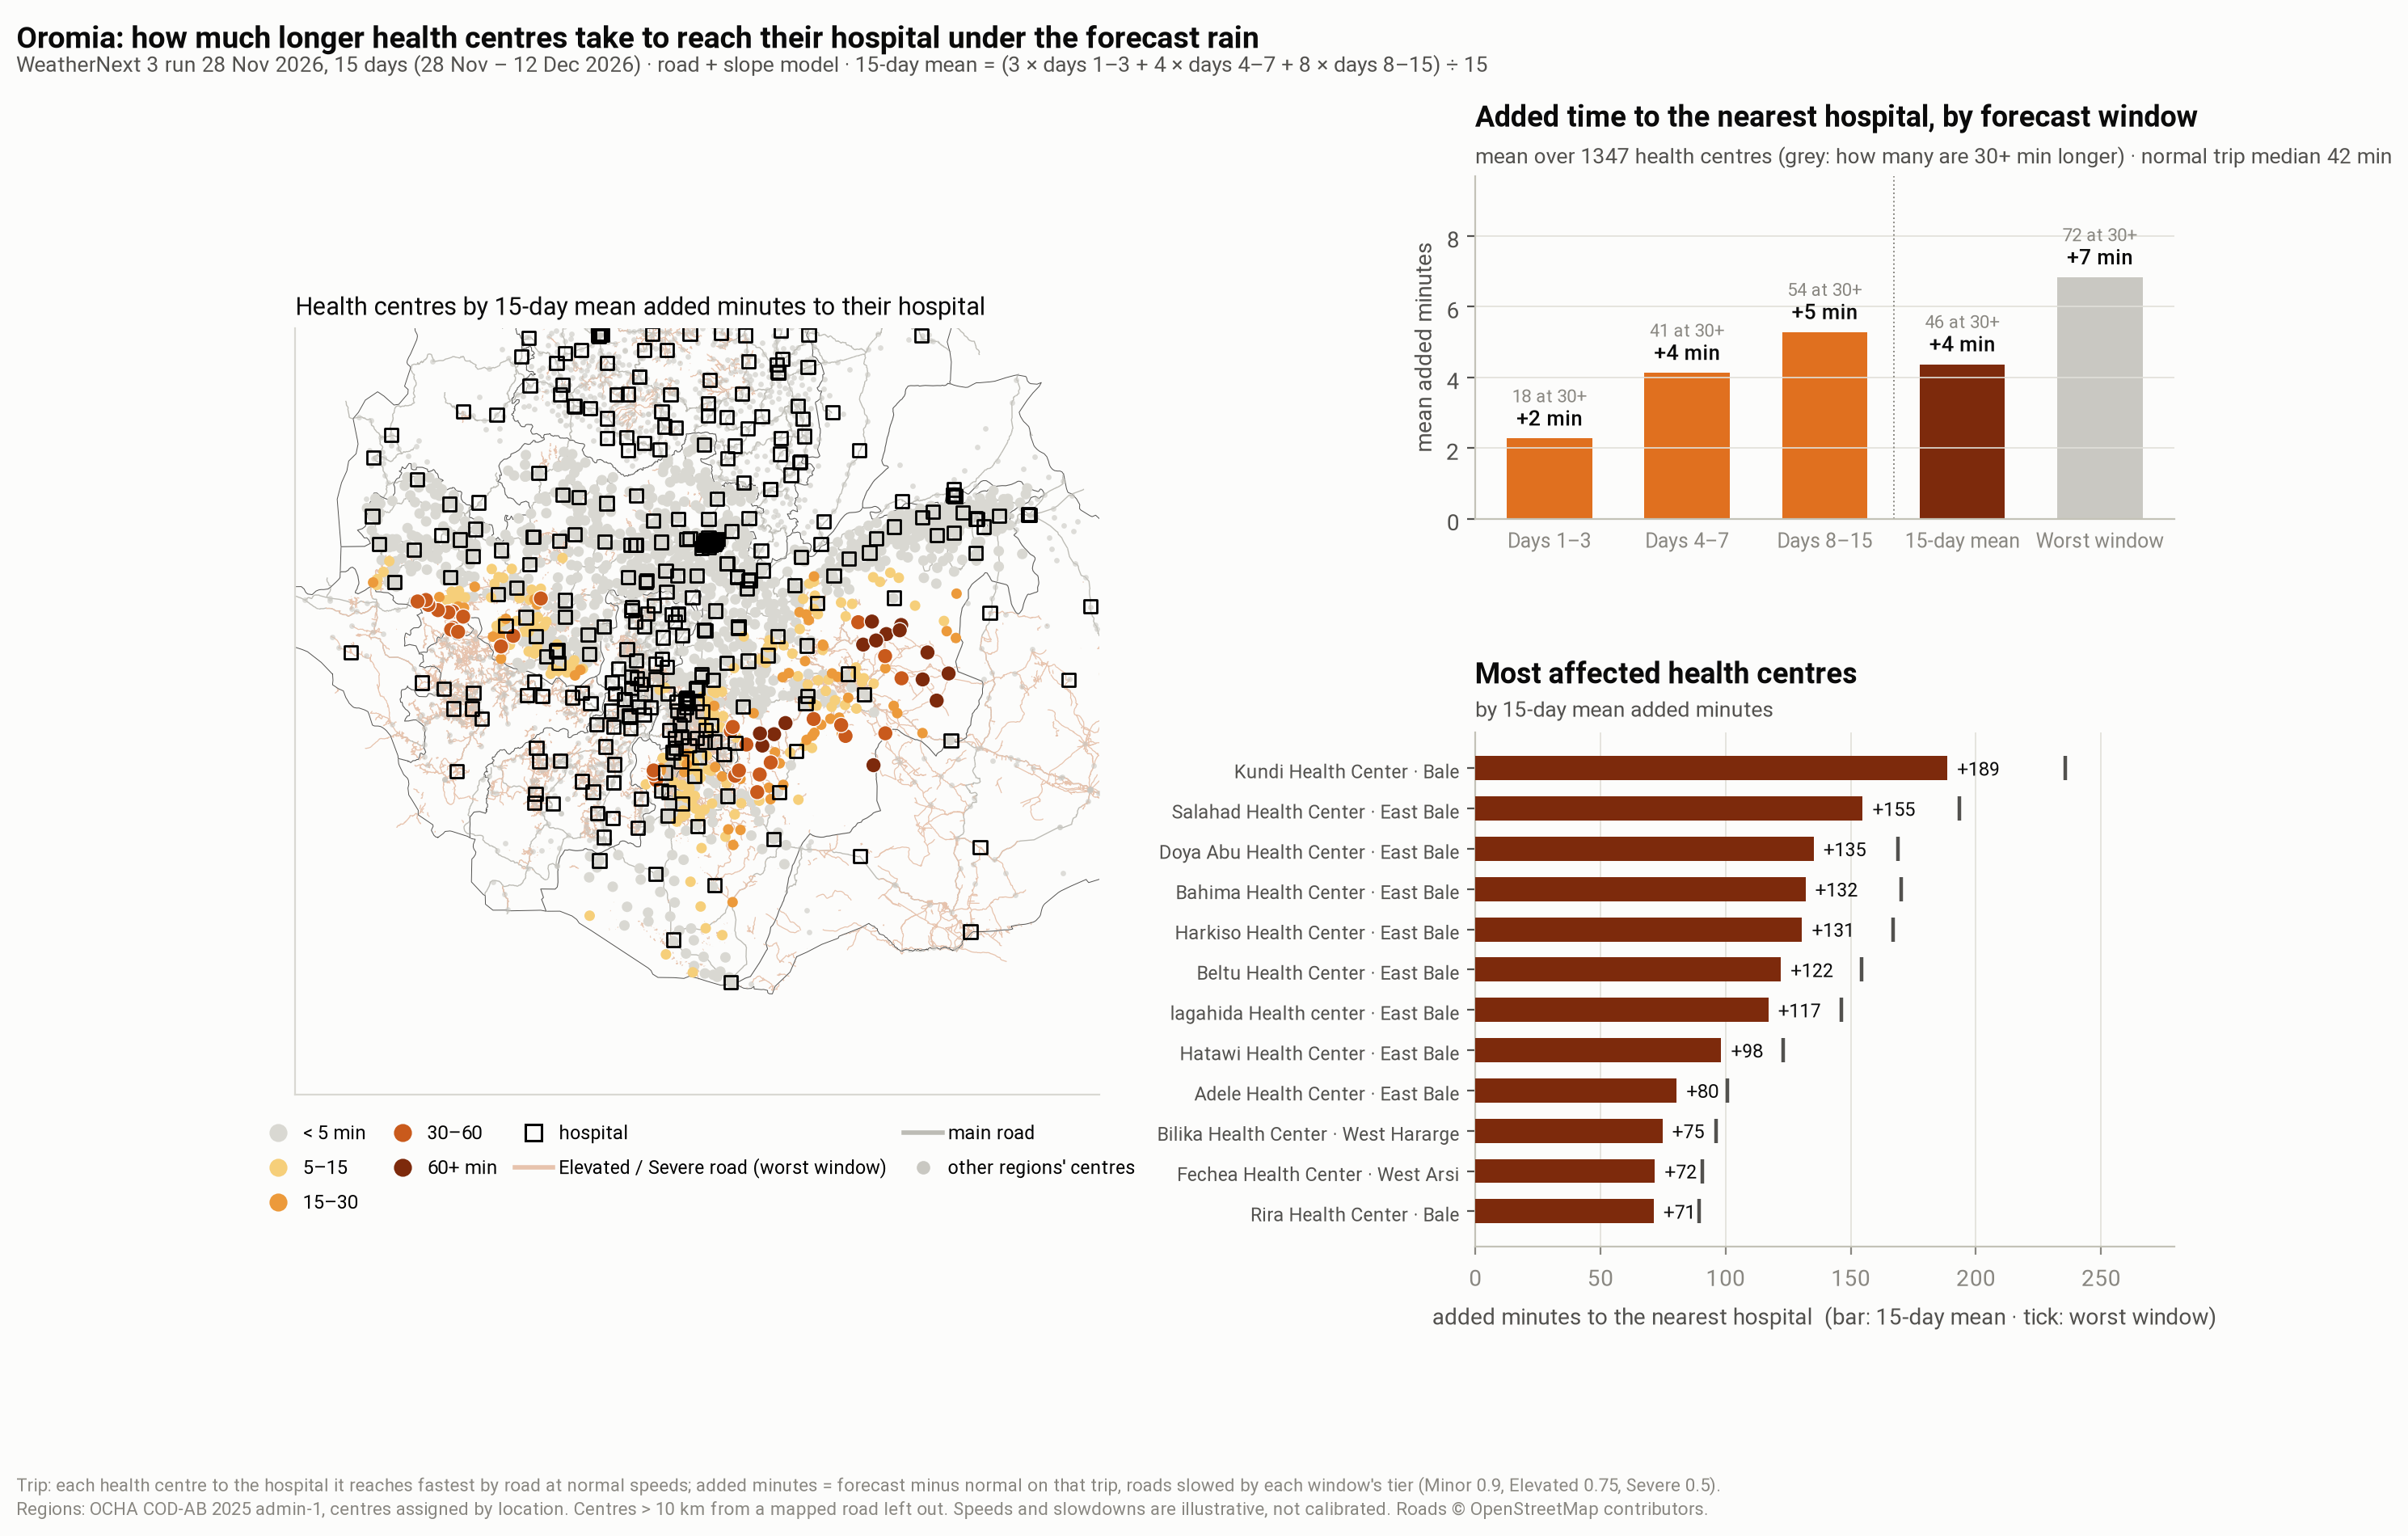 Oromia: how much longer health centres take to reach their hospital under the forecast rain
WeatherNext 3 run 28 Nov 2026, 15 days (28 Nov – 12 Dec 2026) · road + slope model · 15-day mean = (3 × days 1–3 + 4 × days 4–7 + 8 × days 8–15) ÷ 15
Health centres by 15-day mean added minutes to their hospital
< 5 min
5–15
15–30
30–60
60+ min
hospital
Elevated / Severe road (worst window)
main road
other regions' centres
Added time to the nearest hospital, by forecast window
mean over 1347 health centres (grey: how many are 30+ min longer) · normal trip median 42 min
mean added minutes
8
6
4
2
0
18 at 30+
+2 min
41 at 30+
+4 min
54 at 30+
+5 min
46 at 30+
+4 min
72 at 30+
+7 min
Days 1–3
Days 4–7
Days 8–15
15-day mean
Worst window
Most affected health centres
by 15-day mean added minutes
Kundi Health Center · Bale +189
Salahad Health Center · East Bale +155
Doya Abu Health Center · East Bale +135
Bahima Health Center · East Bale +132
Harkiso Health Center · East Bale +131
Beltu Health Center · East Bale +122
lagahida Health center · East Bale +117
Hatawi Health Center · East Bale +98
Adele Health Center · East Bale +80
Bilika Health Center · West Hararge +75
Fechea Health Center · West Arsi +72
Rira Health Center · Bale +71
0 50 100 150 200 250
added minutes to the nearest hospital (bar: 15-day mean · tick: worst window)
Trip: each health centre to the hospital it reaches fastest by road at normal speeds; added minutes = forecast minus normal on that trip, roads slowed by each window's tier (Minor 0.9, Elevated 0.75, Severe 0.5).
Regions: OCHA COD-AB 2025 admin-1, centres assigned by location. Centres > 10 km from a mapped road left out. Speeds and slowdowns are illustrative, not calibrated. Roads © OpenStreetMap contributors.